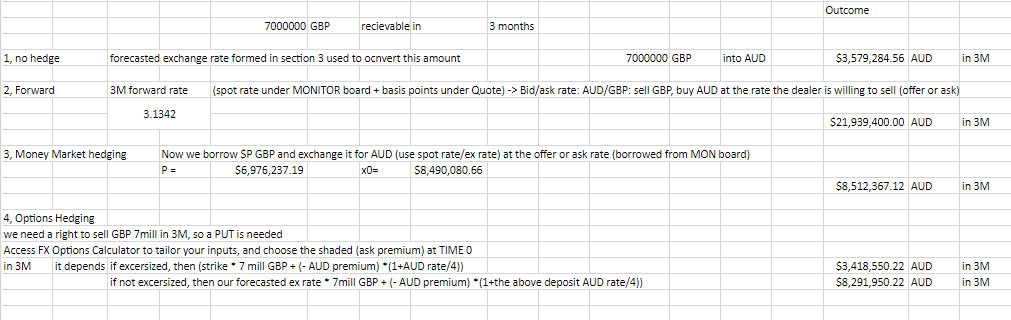 Outcome
7000000 GBP recievable in 3 months
1, no hedge forecasted exchange rate formed in section 3 used to ocnvert this amount 7000000 GBP into AUD $3,579,284.56 AUD in 3M
2, Forward 3M forward rate (spot rate under MONITOR board + basis points under Quote) -> Bid/ask rate: AUD/GBP: sell GBP, buy AUD at the rate the dealer is willing to sell (offer or ask)
3.1342
$21,939,400.00 AUD in 3M
3, Money Market hedging Now we borrow $P GBP and exchange it for AUD (use spot rate/ex rate) at the offer or ask rate (borrowed from MON board)
P = $6,976,237.19 x0= $8,490,080.66
$8,512,367.12 AUD in 3M
4, Options Hedging
we need a right to sell GBP 7mill in 3M, so a PUT is needed
Access FX Options Calculator to tailor your inputs, and choose the shaded (ask premium) at TIME 0
in 3M it depends if excersized, then (strike * 7 mill GBP + (- AUD premium) *(1+AUD rate/4)) $3,418,550.22 AUD in 3M
if not excersized, then our forecasted ex rate * 7mill GBP + (- AUD premium) *(1+the above deposit AUD rate/4)) $8,291,950.22 AUD in 3M